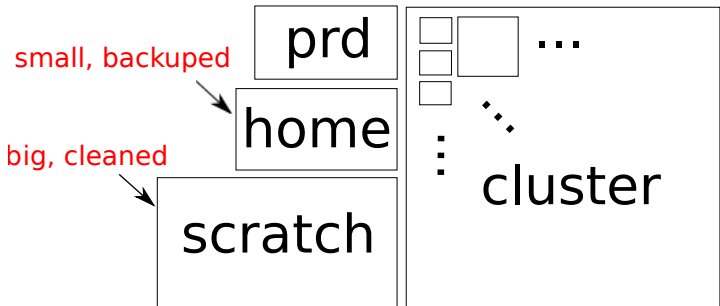 prd
small, backuped
home
big, cleaned
scratch
cluster